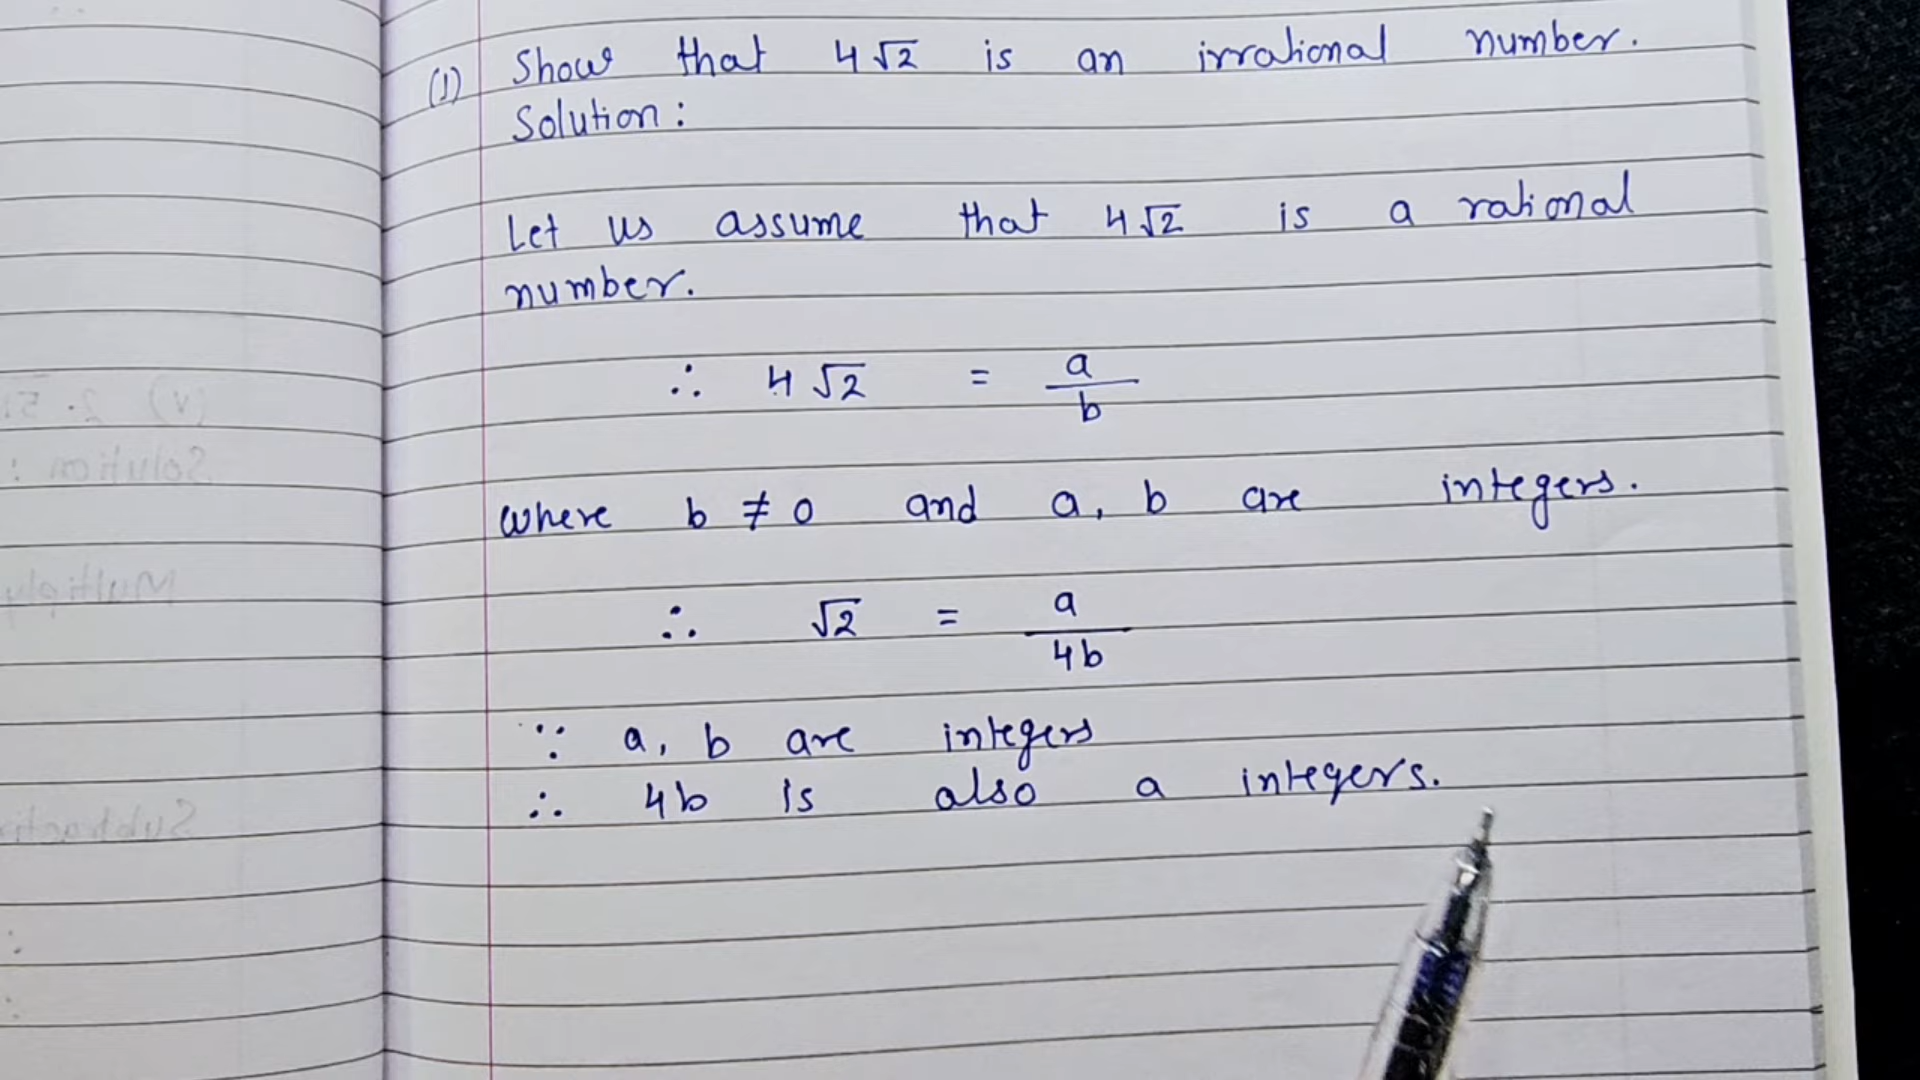 (1) Show that 4√2 is an irrational number.
Solution :
Let us assume that 4√2 is a rational
number.
∴ 4√2 = a/b
where b ≠ 0 and a, b are integers.
∴ √2 = a/4b
∵ a, b are integers
∴ 4b is also a integers.